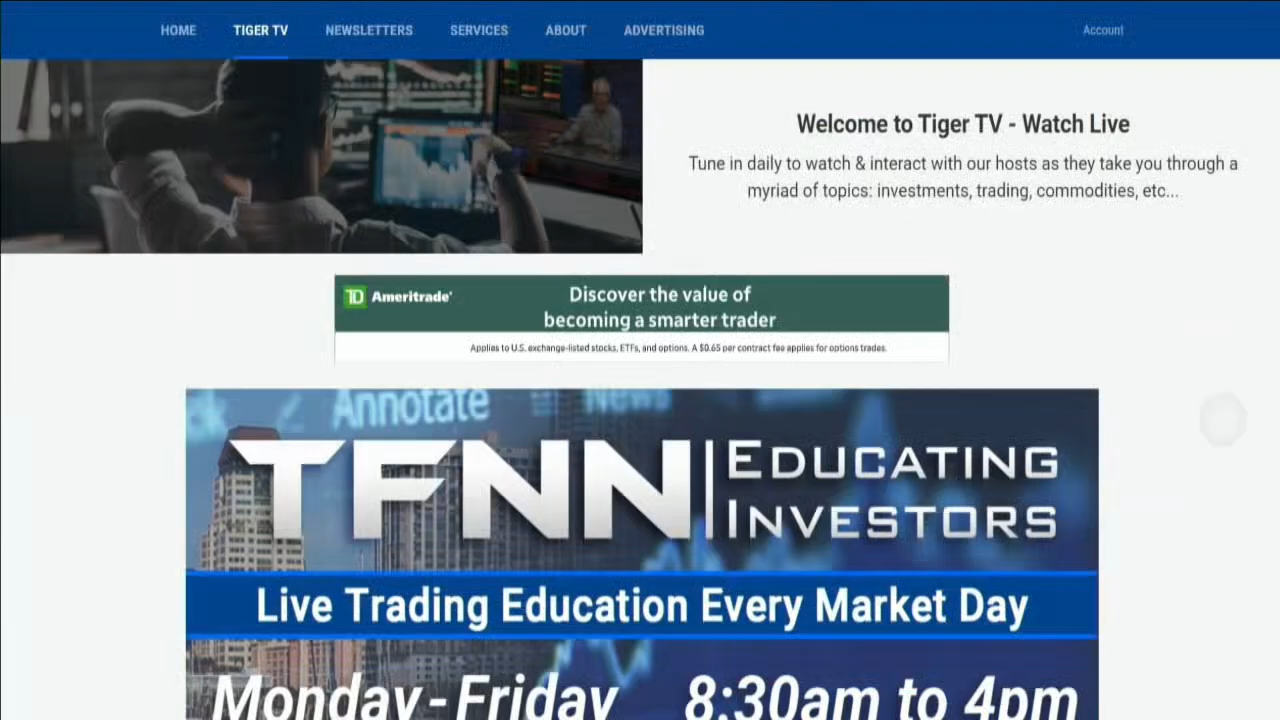 HOME TIGER TV NEWSLETTERS SERVICES ABOUT ADVERTISING Account
Welcome to Tiger TV - Watch Live
Tune in daily to watch & interact with our hosts as they take you through a
myriad of topics: investments, trading, commodities, etc...
TD Ameritrade
Discover the value of
becoming a smarter trader
Applies to U.S. exchange-listed stocks, ETFs, and options. A $0.65 per contract fee applies for options trades.
Annotate News
TFNN EDUCATING
INVESTORS
Live Trading Education Every Market Day
Monday - Friday 8:30am to 4pm